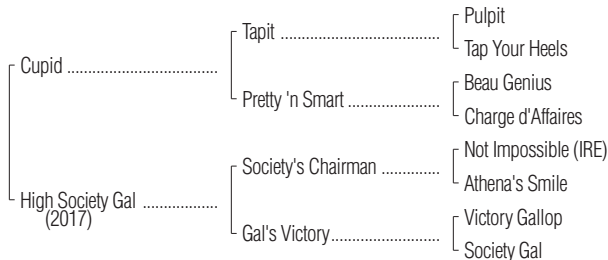 Pulpit
Tapit ..................................
Tap Your Heels
Cupid ................................
Beau Genius
Pretty 'n Smart ....................
Charge d'Affaires
Not Impossible (IRE)
Society's Chairman .............
Athena's Smile
High Society Gal ................
(2017)
Victory Gallop
Gal's Victory.......................
Society Gal